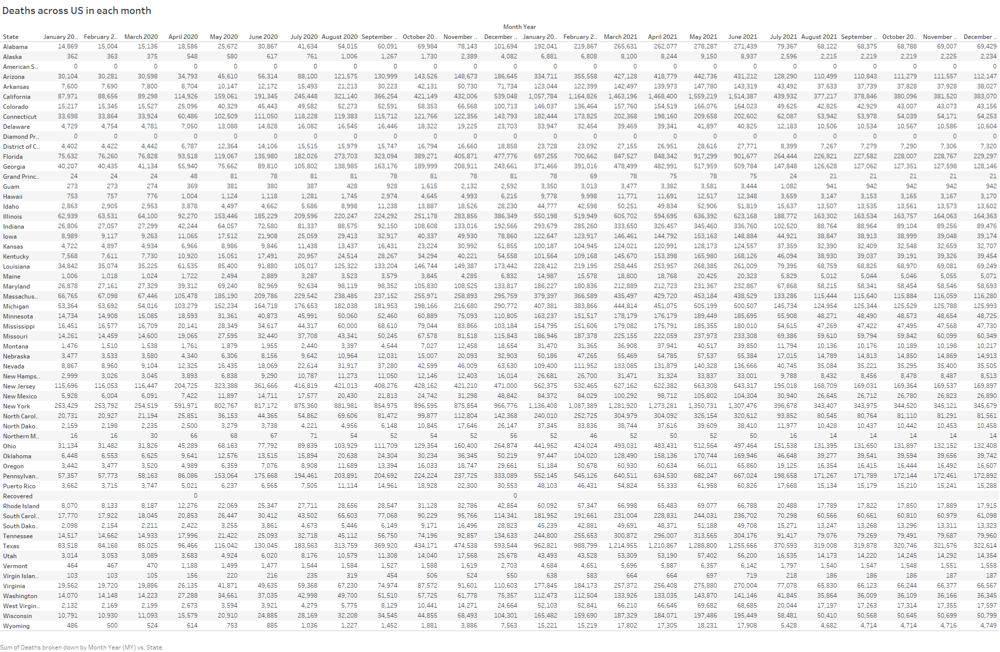 Deaths across US in each month
Month Year
State January 20.. February 2.. March 2020 April 2020 May 2020 June 2020 July 2020 August 2020 September .. October 20.. November .. December .. January 20.. February 2.. March 2021 April 2021 May 2021 June 2021 July 2021 August 2021 September .. October 20.. November .. December ..
Alabama 14,869 15,004 15,136 18,586 25,672 30,867 41,634 54,015 60,091 69,984 78,143 101,694 192,041 219,867 265,631 262,077 278,287 271,439 79,367 68,122 68,375 68,788 69,007 69,429
Alaska 362 363 375 548 580 617 761 1,006 1,267 1,730 2,389 4,082 6,881 6,808 8,100 8,244 9,150 8,937 2,596 2,215 2,219 2,219 2,225 2,234
American S.. 0 0 0 0 0 0 0 0 0 0 0 0 0 0 0 0 0 0 0 0 0 0 0 0
Arizona 30,104 30,281 30,598 34,793 45,610 56,314 88,100 121,575 130,999 143,526 148,673 186,645 334,711 355,558 427,128 418,779 442,736 431,212 128,290 110,499 110,843 111,279 111,557 112,147
Arkansas 7,600 7,690 7,800 8,704 10,147 12,172 15,493 21,213 30,223 42,131 50,730 71,734 123,044 122,399 142,497 139,973 147,780 143,319 43,492 37,633 37,739 37,828 37,928 38,027
California 87,971 88,656 89,298 114,926 159,061 191,345 245,448 321,140 366,254 421,149 432,006 539,048 1,057,784 1,164,826 1,463,196 1,468,400 1,559,219 1,514,387 439,932 377,217 378,846 380,096 381,520 383,070
Colorado 15,217 15,345 15,527 25,096 40,329 45,443 49,582 52,273 52,591 58,353 66,568 100,713 146,037 136,464 157,760 154,519 166,076 164,023 49,625 42,825 42,929 43,007 43,073 43,156
Connecticut 33,698 33,864 33,924 60,486 102,509 111,050 118,228 119,383 115,712 121,766 122,356 143,793 182,444 173,825 202,368 198,160 209,658 202,602 62,087 53,942 53,978 54,039 54,171 54,253
Delaware 4,729 4,754 4,781 7,050 13,088 14,828 16,082 16,545 16,446 18,322 19,225 23,703 33,947 32,454 39,469 39,341 41,897 40,825 12,183 10,506 10,534 10,567 10,586 10,604
Diamond Pr.. 0 0 0 0 0 0 0 0 0 0 0 0 0 0 0 0 0 0 0 0 0 0 0 0
District of C.. 4,402 4,422 4,442 6,787 12,364 14,106 15,515 15,979 15,747 16,794 16,660 18,858 23,728 23,092 27,155 26,951 28,616 27,771 8,399 7,267 7,279 7,290 7,306 7,320
Florida 75,632 76,260 76,828 93,518 119,067 135,980 182,026 273,703 323,094 389,271 405,871 477,776 697,255 700,662 847,527 848,342 917,299 901,677 264,444 226,821 227,582 228,007 228,767 229,297
Georgia 40,207 40,435 41,134 55,940 75,662 89,810 105,802 138,985 163,176 189,999 208,911 243,661 371,466 391,016 478,499 482,991 517,959 509,784 147,848 126,628 127,062 127,351 127,598 128,146
Grand Princ.. 24 24 24 48 81 78 81 81 78 81 78 81 78 69 78 75 78 75 24 21 21 21 21 21
Guam 273 273 274 369 381 380 387 428 928 1,615 2,132 2,592 3,350 3,013 3,477 3,382 3,581 3,444 1,082 941 942 942 942 942
Hawaii 753 757 776 1,004 1,124 1,118 1,281 1,745 2,974 4,645 4,993 6,215 9,778 9,998 11,771 11,691 12,517 12,348 3,659 3,147 3,153 3,165 3,167 3,170
Idaho 2,863 2,905 2,953 3,878 4,497 4,662 5,686 8,998 11,238 13,887 18,526 28,230 44,777 42,598 50,251 49,834 52,906 51,819 15,637 13,507 13,535 13,561 13,573 13,602
Illinois 62,939 63,531 64,100 92,270 153,446 185,229 209,596 220,247 224,292 251,178 283,856 386,349 550,198 519,949 605,702 594,695 636,392 623,168 188,772 163,302 163,534 163,757 164,063 164,363
Indiana 26,806 27,057 27,299 42,244 64,057 72,580 81,337 88,575 92,150 108,608 133,016 192,566 293,679 285,260 333,650 326,457 345,460 336,760 102,520 88,764 88,964 89,104 89,256 89,476
Iowa 8,989 9,117 9,263 11,065 17,512 21,908 25,059 29,413 32,917 40,337 49,930 78,860 122,647 123,917 146,461 144,792 153,163 148,884 44,921 38,847 38,913 38,999 39,048 39,174
Kansas 4,722 4,897 4,934 6,966 8,986 9,846 11,438 13,437 16,431 23,224 30,992 51,855 100,187 104,945 124,021 120,991 128,173 124,557 37,359 32,390 32,409 32,548 32,659 32,707
Kentucky 7,568 7,611 7,730 10,920 15,051 17,491 20,957 24,514 28,267 34,294 40,221 54,558 101,564 109,168 145,670 153,398 165,980 168,126 46,094 38,930 39,037 39,191 39,326 39,454
Louisiana 34,842 35,074 35,225 61,535 85,400 91,880 105,017 125,322 133,204 146,744 149,387 173,442 228,412 219,195 258,445 253,957 268,385 261,009 79,395 68,759 68,825 68,970 69,081 69,249
Maine 1,006 1,018 1,024 1,722 2,494 2,889 3,287 3,523 3,579 3,845 4,285 6,832 14,987 15,578 18,800 18,768 20,425 20,323 5,829 5,012 5,044 5,046 5,055 5,071
Maryland 26,878 27,161 27,329 39,312 69,240 82,969 92,634 98,119 98,352 105,830 108,525 133,817 186,227 180,836 212,889 212,723 231,367 232,867 67,868 58,215 58,341 58,454 58,546 58,693
Massachus.. 66,765 67,098 67,446 105,478 185,190 209,786 229,542 238,485 237,152 255,971 258,893 295,759 379,397 366,589 435,497 429,720 453,184 438,529 133,286 115,444 115,640 115,884 116,059 116,280
Michigan 53,364 53,692 54,016 103,279 152,234 164,718 176,653 182,038 181,953 198,166 216,680 290,772 407,381 383,866 444,814 451,075 505,199 500,507 145,734 124,954 125,344 125,529 125,788 125,993
Minnesota 14,734 14,908 15,085 18,593 31,361 40,873 45,991 50,060 52,460 60,889 75,093 110,805 163,237 151,517 178,179 176,179 189,449 185,695 55,908 48,271 48,490 48,573 48,654 48,725
Mississippi 16,451 16,577 16,709 20,141 28,349 34,617 44,317 60,000 68,610 79,044 83,866 103,184 154,795 151,606 179,082 175,791 185,355 180,010 54,615 47,269 47,422 47,495 47,568 47,730
Missouri 14,261 14,459 14,600 19,065 27,595 32,440 37,708 43,341 50,245 67,578 81,518 115,843 186,946 187,378 225,155 222,059 237,973 233,308 69,386 59,610 59,794 59,842 60,099 60,349
Montana 1,476 1,510 1,538 1,761 1,879 1,955 2,440 3,397 4,544 7,027 12,458 18,654 31,470 31,365 36,908 37,941 40,517 39,850 11,794 10,136 10,176 10,189 10,198 10,217
Nebraska 3,477 3,533 3,580 4,340 6,306 8,156 9,642 10,964 12,031 15,007 20,093 32,903 50,186 47,265 55,469 54,785 57,537 55,384 17,015 14,789 14,813 14,850 14,869 14,913
Nevada 8,867 8,960 9,104 12,325 16,435 18,069 22,614 31,917 37,280 42,599 46,009 63,630 109,400 111,952 133,085 131,879 140,328 136,666 40,745 35,084 35,221 35,295 35,400 35,505
New Hamps.. 2,999 3,026 3,045 3,893 6,838 9,290 10,787 11,273 11,050 12,146 12,403 16,014 26,681 26,700 31,471 31,324 33,837 33,001 9,788 8,432 8,456 8,478 8,487 8,513
New Jersey 115,696 116,053 116,447 204,725 323,388 361,666 416,819 421,013 408,276 428,162 421,210 471,000 562,375 532,465 627,162 622,382 663,308 643,317 195,018 168,709 169,031 169,364 169,537 169,897
New Mexico 5,928 6,004 6,091 7,422 11,897 14,711 17,577 20,430 21,813 24,742 31,298 48,842 84,372 84,029 100,292 98,712 105,802 104,304 30,940 26,645 26,712 26,780 26,823 26,890
New York 253,429 253,792 254,519 591,971 802,767 817,172 875,360 881,981 854,975 896,595 875,854 966,776 1,136,408 1,087,389 1,281,920 1,273,281 1,350,731 1,307,476 396,678 343,407 343,975 344,520 345,121 345,679
North Carol.. 20,731 20,927 21,194 25,851 36,153 44,365 54,862 69,606 81,472 99,877 112,804 142,368 240,010 252,725 304,979 304,092 326,154 320,612 93,852 80,545 80,764 81,110 81,291 81,561
North Dako.. 2,159 2,198 2,235 2,500 3,279 3,738 4,221 4,956 6,148 10,845 17,646 26,147 37,345 33,836 38,744 37,616 39,609 38,410 11,977 10,428 10,437 10,442 10,453 10,458
Northern M.. 16 16 30 66 68 67 71 54 52 54 52 56 52 46 52 50 52 50 16 14 14 14 14 14
Ohio 31,134 31,482 31,826 45,289 68,163 77,792 89,839 103,929 111,709 129,354 160,400 264,874 441,952 424,024 493,031 483,431 512,564 497,464 151,538 131,395 131,650 131,897 132,152 132,408
Oklahoma 6,448 6,553 6,625 9,641 12,576 13,515 15,894 20,638 24,304 30,234 36,345 50,219 97,447 104,020 128,490 158,136 170,744 169,946 46,648 39,277 39,541 39,594 39,656 39,742
Oregon 3,442 3,477 3,520 4,989 6,359 7,076 8,908 11,689 13,394 16,033 18,747 29,661 51,184 50,678 60,930 60,634 66,011 65,860 19,125 16,354 16,415 16,444 16,492 16,607
Pennsylvan.. 57,357 57,773 58,163 86,086 153,064 175,668 194,461 203,891 204,692 224,224 237,725 333,089 552,145 545,126 640,511 634,530 682,247 667,024 198,658 171,267 171,789 172,144 172,461 172,892
Puerto Rico 3,662 3,715 3,747 5,021 6,237 6,565 7,505 11,114 14,961 18,928 22,300 30,553 48,103 46,431 54,824 55,333 61,958 60,826 17,668 15,134 15,179 15,210 15,241 15,288
Recovered 0 0
Rhode Island 8,070 8,133 8,187 12,276 22,069 25,347 27,711 28,656 28,547 31,128 32,786 42,854 60,092 57,347 66,998 65,483 69,077 66,788 20,488 17,789 17,822 17,850 17,889 17,915
South Carol.. 17,770 17,922 18,045 20,853 26,447 30,412 43,502 65,603 77,068 90,229 95,766 114,341 181,952 191,661 231,004 228,831 244,031 236,702 70,298 60,566 60,661 60,810 60,979 61,098
South Dako.. 2,098 2,154 2,211 2,422 3,255 3,861 4,673 5,446 6,149 9,171 16,496 28,823 45,239 42,881 49,691 48,371 51,188 49,708 15,271 13,247 13,268 13,296 13,311 13,323
Tennessee 14,517 14,662 14,933 17,996 21,422 25,093 32,718 45,112 56,750 74,196 92,857 134,633 244,800 255,653 300,872 296,007 313,565 304,176 91,417 79,076 79,269 79,491 79,687 79,960
Texas 83,518 84,168 85,025 96,466 116,042 130,045 183,563 313,759 369,920 434,171 474,538 593,544 962,821 988,799 1,214,955 1,210,867 1,288,800 1,255,666 370,593 319,008 319,878 320,746 321,576 322,614
Utah 3,014 3,053 3,089 3,683 4,924 6,020 8,176 10,579 11,308 14,040 17,568 25,678 43,493 43,528 53,309 53,190 57,402 56,200 16,535 14,173 14,220 14,245 14,292 14,354
Vermont 464 467 470 1,188 1,499 1,477 1,544 1,584 1,527 1,588 1,619 2,703 4,684 4,651 5,696 5,887 6,357 6,142 1,797 1,540 1,547 1,548 1,551 1,558
Virgin Islan.. 103 103 105 156 220 216 235 319 454 506 524 550 638 583 664 664 697 719 218 186 186 186 187 187
Virginia 19,562 19,720 19,886 26,135 41,871 49,635 59,368 67,230 74,974 87,572 91,601 110,603 177,845 184,173 257,372 256,408 275,880 270,004 77,078 65,830 66,123 66,244 66,377 66,567
Washington 14,070 14,148 14,223 27,288 34,661 37,035 42,998 49,700 51,510 57,725 61,778 75,357 112,473 112,504 133,926 133,035 143,870 141,146 41,845 35,864 36,009 36,109 36,166 36,345
West Virgin.. 2,132 2,169 2,199 2,673 3,594 3,921 4,279 5,775 8,129 10,441 14,271 24,664 52,103 52,841 66,210 66,646 69,682 68,685 20,044 17,197 17,263 17,314 17,355 17,597
Wisconsin 10,791 10,930 11,093 15,579 20,910 24,885 28,169 32,208 34,545 44,855 68,493 104,301 165,482 159,690 187,329 184,071 197,486 195,449 58,481 50,410 50,568 50,645 50,699 50,799
Wyoming 486 500 524 614 753 885 1,036 1,227 1,452 1,881 3,886 7,563 15,221 15,219 17,802 17,305 18,231 17,908 5,428 4,682 4,714 4,714 4,716 4,749
Sum of Deaths broken down by Month Year (MY) vs. State.